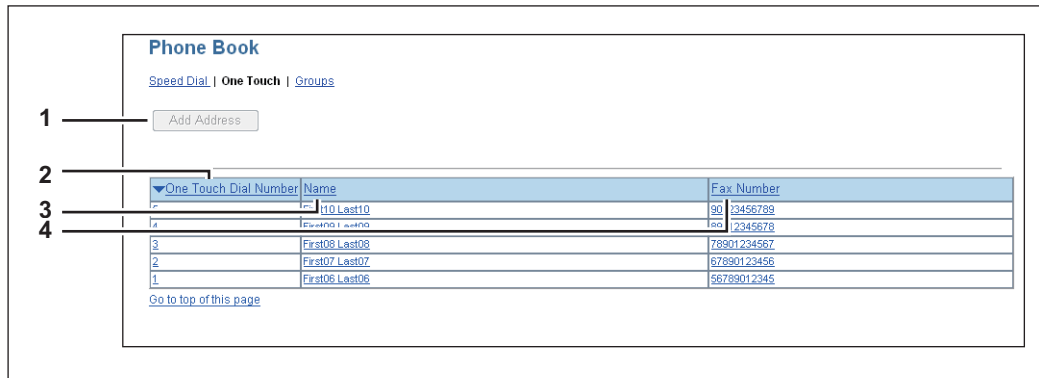 Phone Book
Speed Dial | One Touch | Groups
1
Add Address
2
One Touch Dial Number Name Fax Number
3
4
Last10
Last09
3 First08 Last08 78901234567
2 First07 Last07 67890123456
1 First06 Last06 56789012345
Go to top of this page